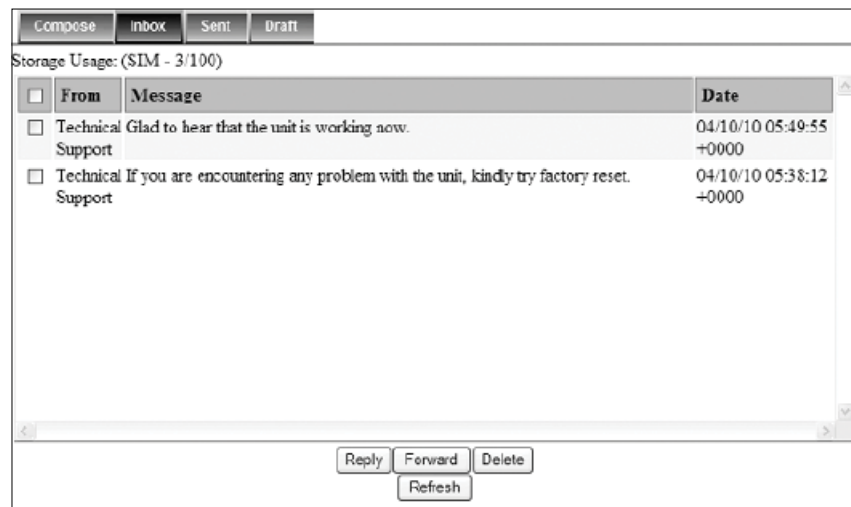 Compose Inbox Sent Draft
Storage Usage: (SIM - 3/100)
From Message Date
Technical Support Glad to hear that the unit is working now. 04/10/10 05:49:55 +0000
Technical Support If you are encountering any problem with the unit, kindly try factory reset. 04/10/10 05:38:12 +0000
Reply Forward Delete
Refresh